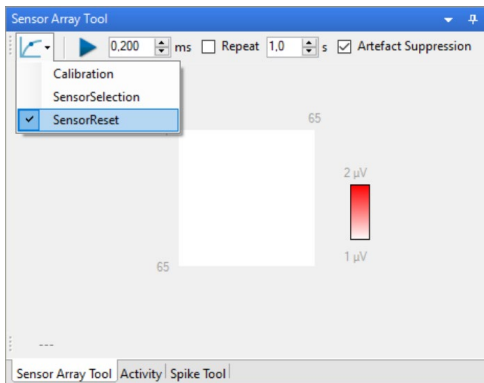 Sensor Array Tool
0,200 ms Repeat 1,0 s Artefact Suppression
Calibration
SensorSelection
SensorReset
65
2 µV
1 µV
65
---
Sensor Array Tool Activity Spike Tool